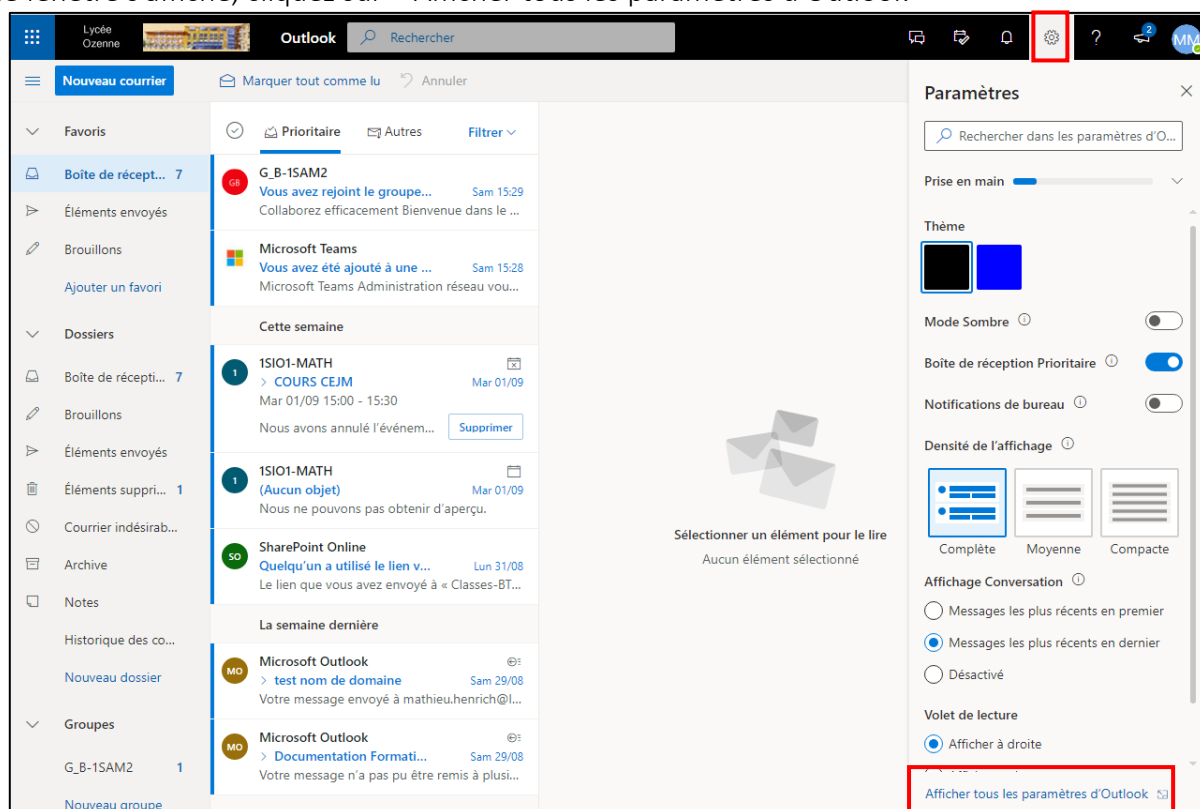 Lycée
Ozenne
Outlook
Rechercher
?
2
MM
Nouveau courrier
Marquer tout comme lu
Annuler
Favoris
Boîte de récept... 7
Éléments envoyés
Brouillons
Ajouter un favori
Dossiers
Boîte de récepti... 7
Brouillons
Éléments envoyés
Éléments suppri... 1
Courrier indésirab...
Archive
Notes
Historique des co...
Nouveau dossier
Groupes
G_B-1SAM2 1
Nouveau groupe
Prioritaire
Autres
Filtrer
GB
G_B-1SAM2
Vous avez rejoint le groupe... Sam 15:29
Collaborez efficacement Bienvenue dans le ...
Microsoft Teams
Vous avez été ajouté à une ... Sam 15:28
Microsoft Teams Administration réseau vou...
Cette semaine
1
1SIO1-MATH
> COURS CEJM Mar 01/09
Mar 01/09 15:00 - 15:30
Nous avons annulé l'événem... Supprimer
1
1SIO1-MATH
(Aucun objet) Mar 01/09
Nous ne pouvons pas obtenir d'aperçu.
SO
SharePoint Online
Quelqu'un a utilisé le lien v... Lun 31/08
Le lien que vous avez envoyé à « Classes-BT...
La semaine dernière
MO
Microsoft Outlook
> test nom de domaine Sam 29/08
Votre message envoyé à mathieu.henrich@l...
MO
Microsoft Outlook
> Documentation Formati... Sam 29/08
Votre message n'a pas pu être remis à plusi...
Sélectionner un élément pour le lire
Aucun élément sélectionné
Paramètres
Rechercher dans les paramètres d'O...
Prise en main
Thème
Mode Sombre
Boîte de réception Prioritaire
Notifications de bureau
Densité de l'affichage
Complète Moyenne Compacte
Affichage Conversation
Messages les plus récents en premier
Messages les plus récents en dernier
Désactivé
Volet de lecture
Afficher à droite
Afficher tous les paramètres d'Outlook